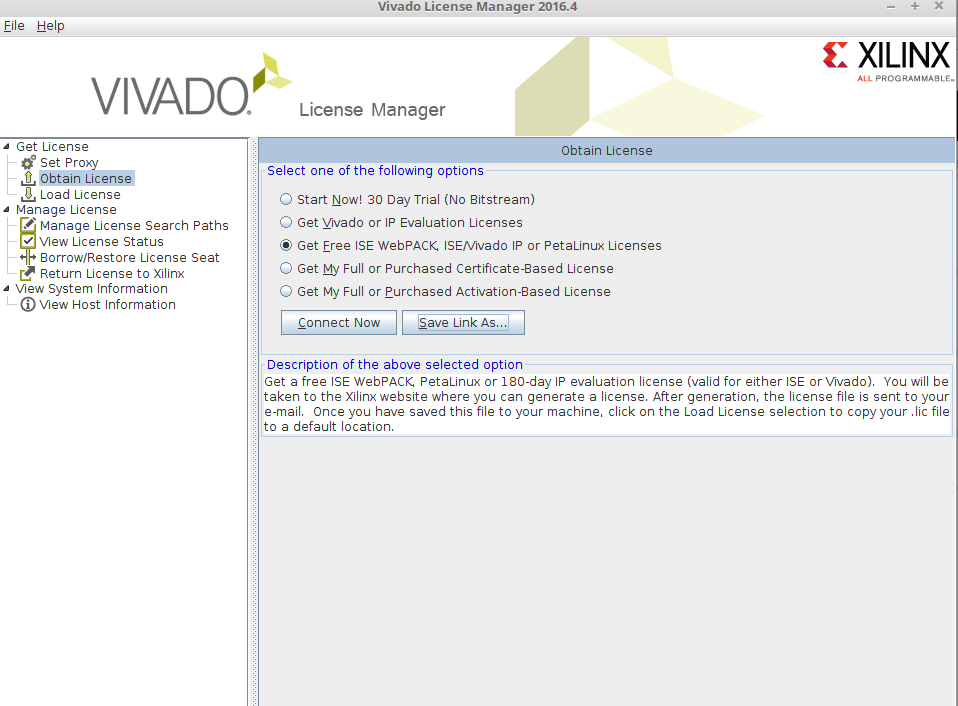 Vivado License Manager 2016.4
File Help
VIVADO.
License Manager
XILINX
ALL PROGRAMMABLE™
Get License
Set Proxy
Obtain License
Load License
Manage License
Manage License Search Paths
View License Status
Borrow/Restore License Seat
Return License to Xilinx
View System Information
View Host Information
Obtain License
Select one of the following options
Start Now! 30 Day Trial (No Bitstream)
Get Vivado or IP Evaluation Licenses
Get Free ISE WebPACK, ISE/Vivado IP or PetaLinux Licenses
Get My Full or Purchased Certificate-Based License
Get My Full or Purchased Activation-Based License
Connect Now Save Link As...
Description of the above selected option
Get a free ISE WebPACK, PetaLinux or 180-day IP evaluation license (valid for either ISE or Vivado). You will be
taken to the Xilinx website where you can generate a license. After generation, the license file is sent to your
e-mail. Once you have saved this file to your machine, click on the Load License selection to copy your .lic file
to a default location.